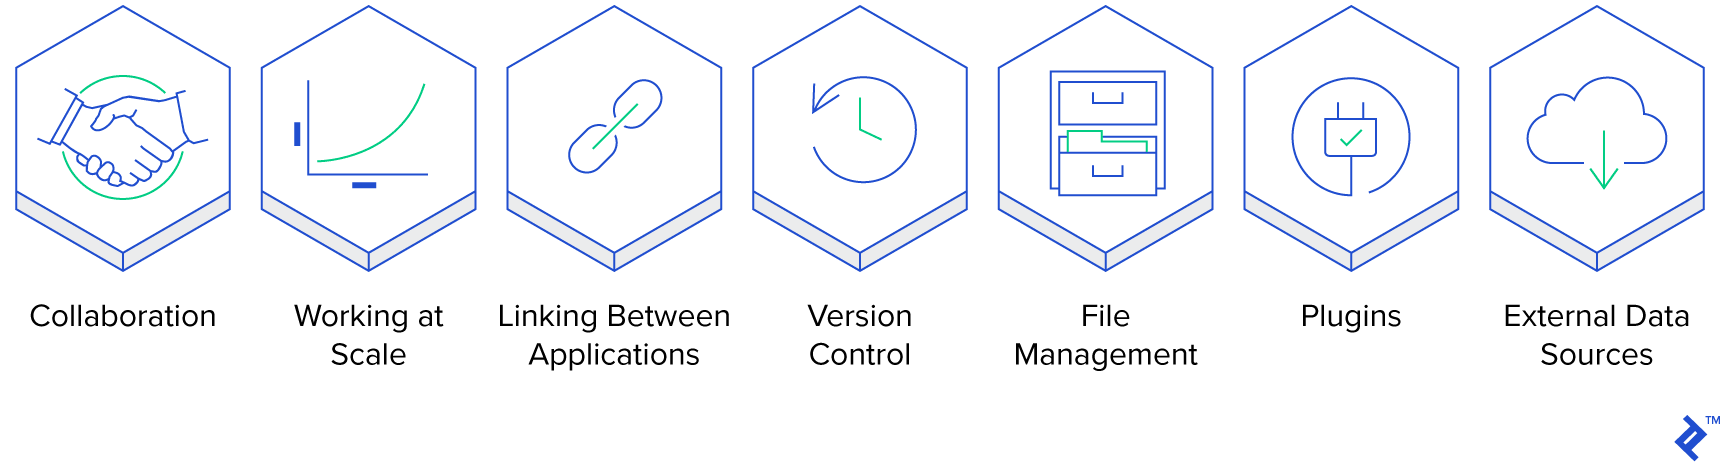 Collaboration
Working at
Scale
Linking Between
Applications
Version
Control
File
Management
Plugins
External Data
Sources
TM